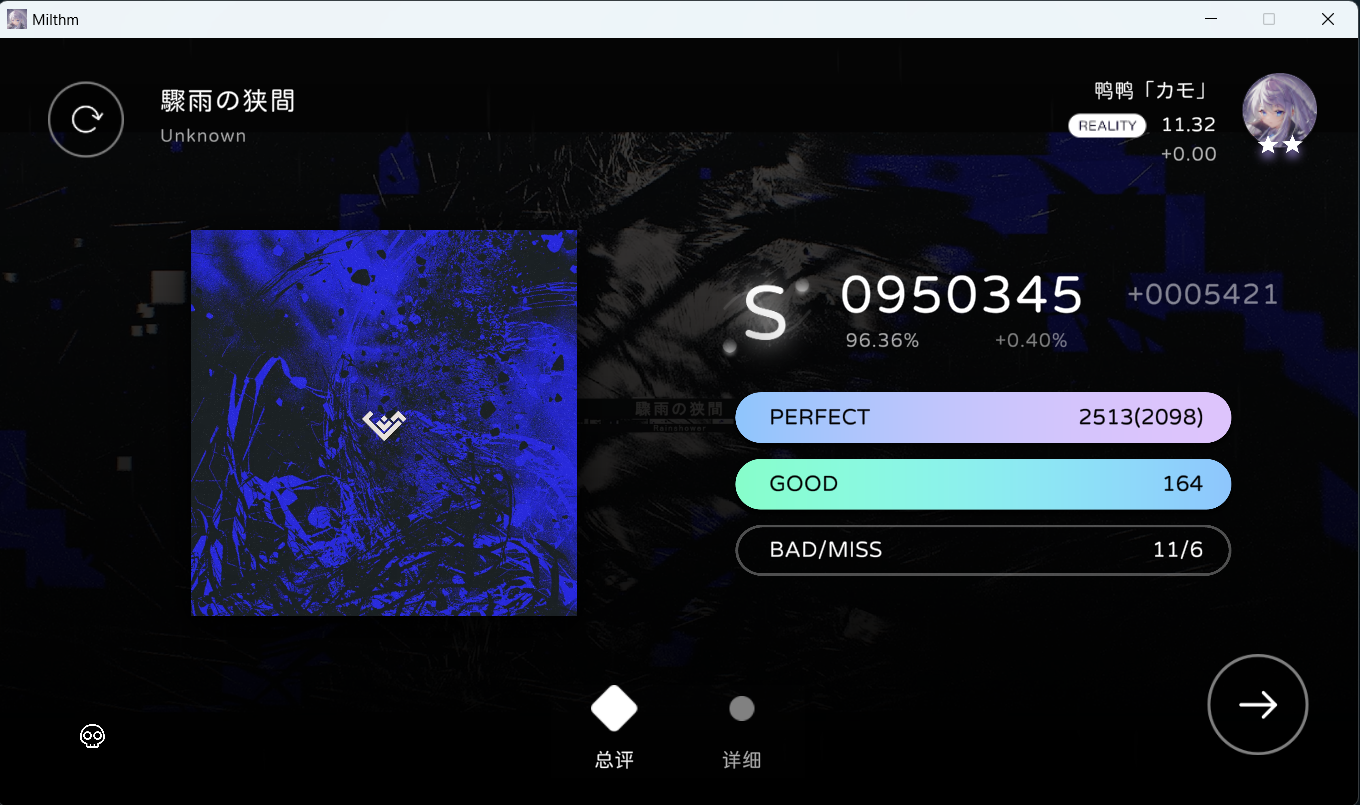 Milthm
驟雨の狭間
Unknown
鸭鸭「カモ」
REALITY 11.32
+0.00
S 0950345 +0005421
96.36% +0.40%
驟雨の狭間
Rainshower
PERFECT 2513(2098)
GOOD 164
BAD/MISS 11/6
总评 详细